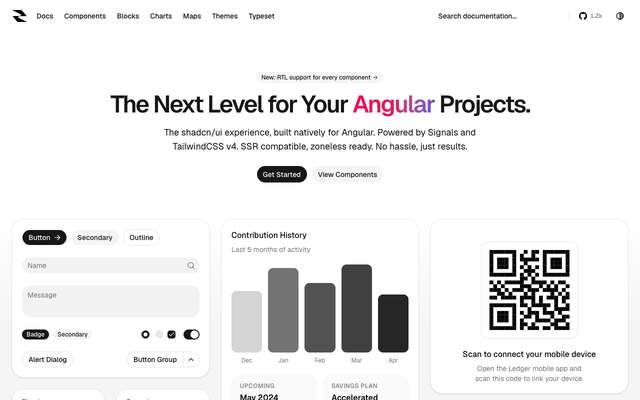 Docs Components Blocks Charts Maps Themes Typeset
Search documentation...
1.2k
New: RTL support for every component →
The Next Level for Your Angular Projects.
The shadcn/ui experience, built natively for Angular. Powered by Signals and
TailwindCSS v4. SSR compatible, zoneless ready. No hassle, just results.
Get Started
View Components
Button →
Secondary
Outline
Name
Message
Badge
Secondary
Alert Dialog
Button Group
Contribution History
Last 5 months of activity
Dec
Jan
Feb
Mar
Apr
UPCOMING
May 2024
SAVINGS PLAN
Accelerated
Scan to connect your mobile device
Open the Ledger mobile app and
scan this code to link your device.